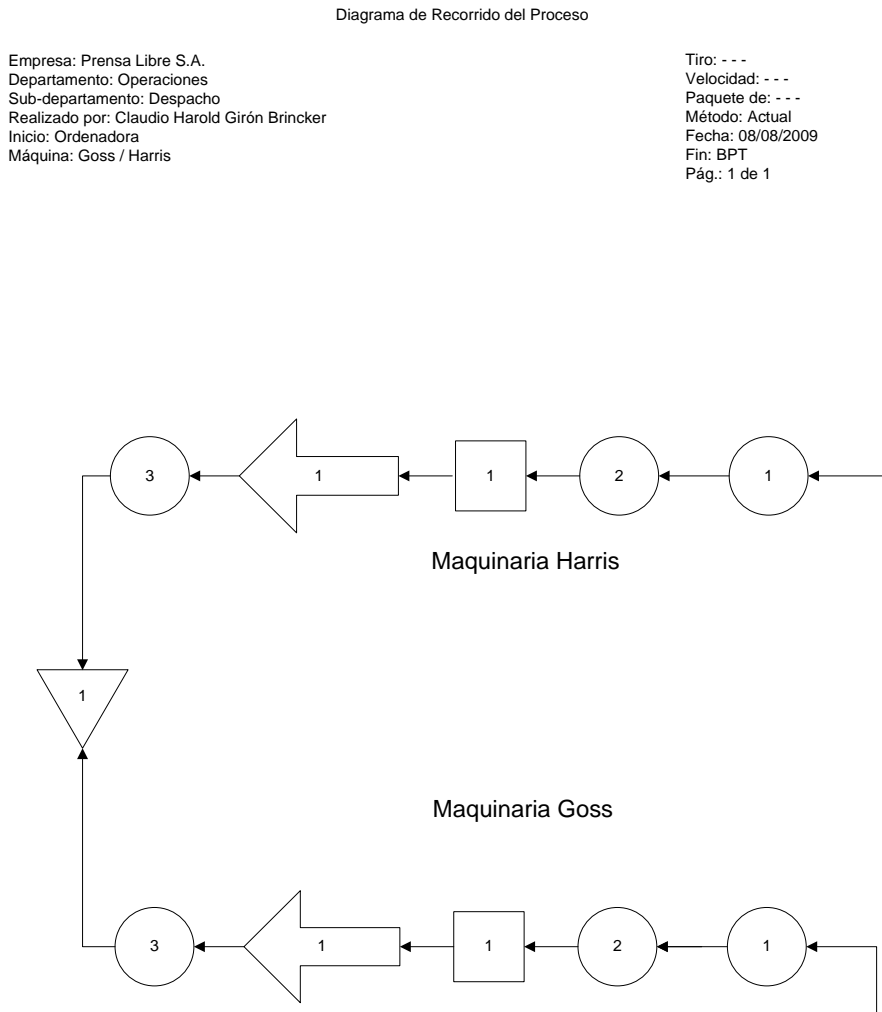 Diagrama de Recorrido del Proceso
Empresa: Prensa Libre S.A.
Departamento: Operaciones
Sub-departamento: Despacho
Realizado por: Claudio Harold Girón Brincker
Inicio: Ordenadora
Máquina: Goss / Harris
Tiro: - - -
Velocidad: - - -
Paquete de: - - -
Método: Actual
Fecha: 08/08/2009
Fin: BPT
Pág.: 1 de 1
3 1 1 2 1
Maquinaria Harris
1
Maquinaria Goss
3 1 1 2 1